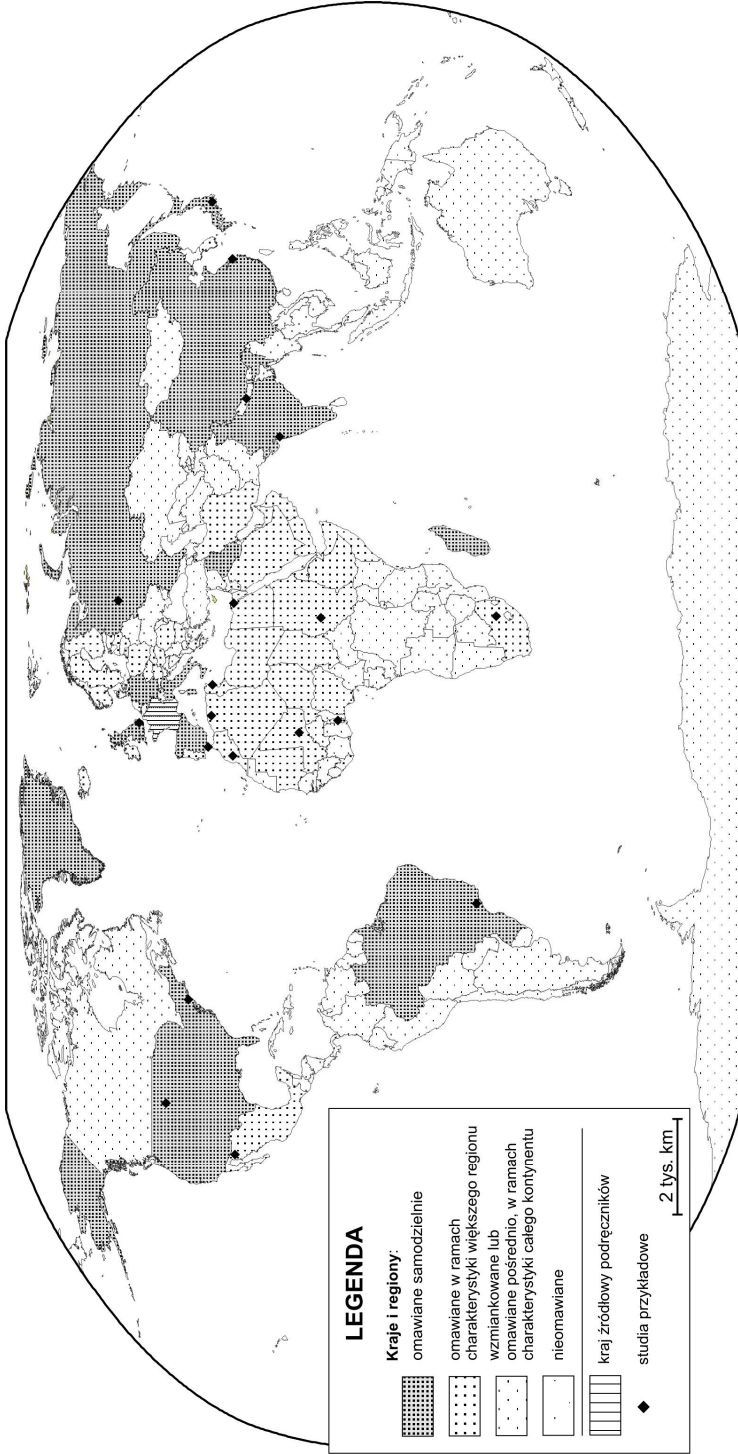 LEGENDA
Kraje i regiony:
omawiane samodzielnie
omawiane w ramach
charakterystyki większego regionu
wzmiankowane lub
omawiane pośrednio, w ramach
charakterystyki całego kontynentu
nieomawiane
kraj źródłowy podręczników
studia przykładowe
2 tys. km